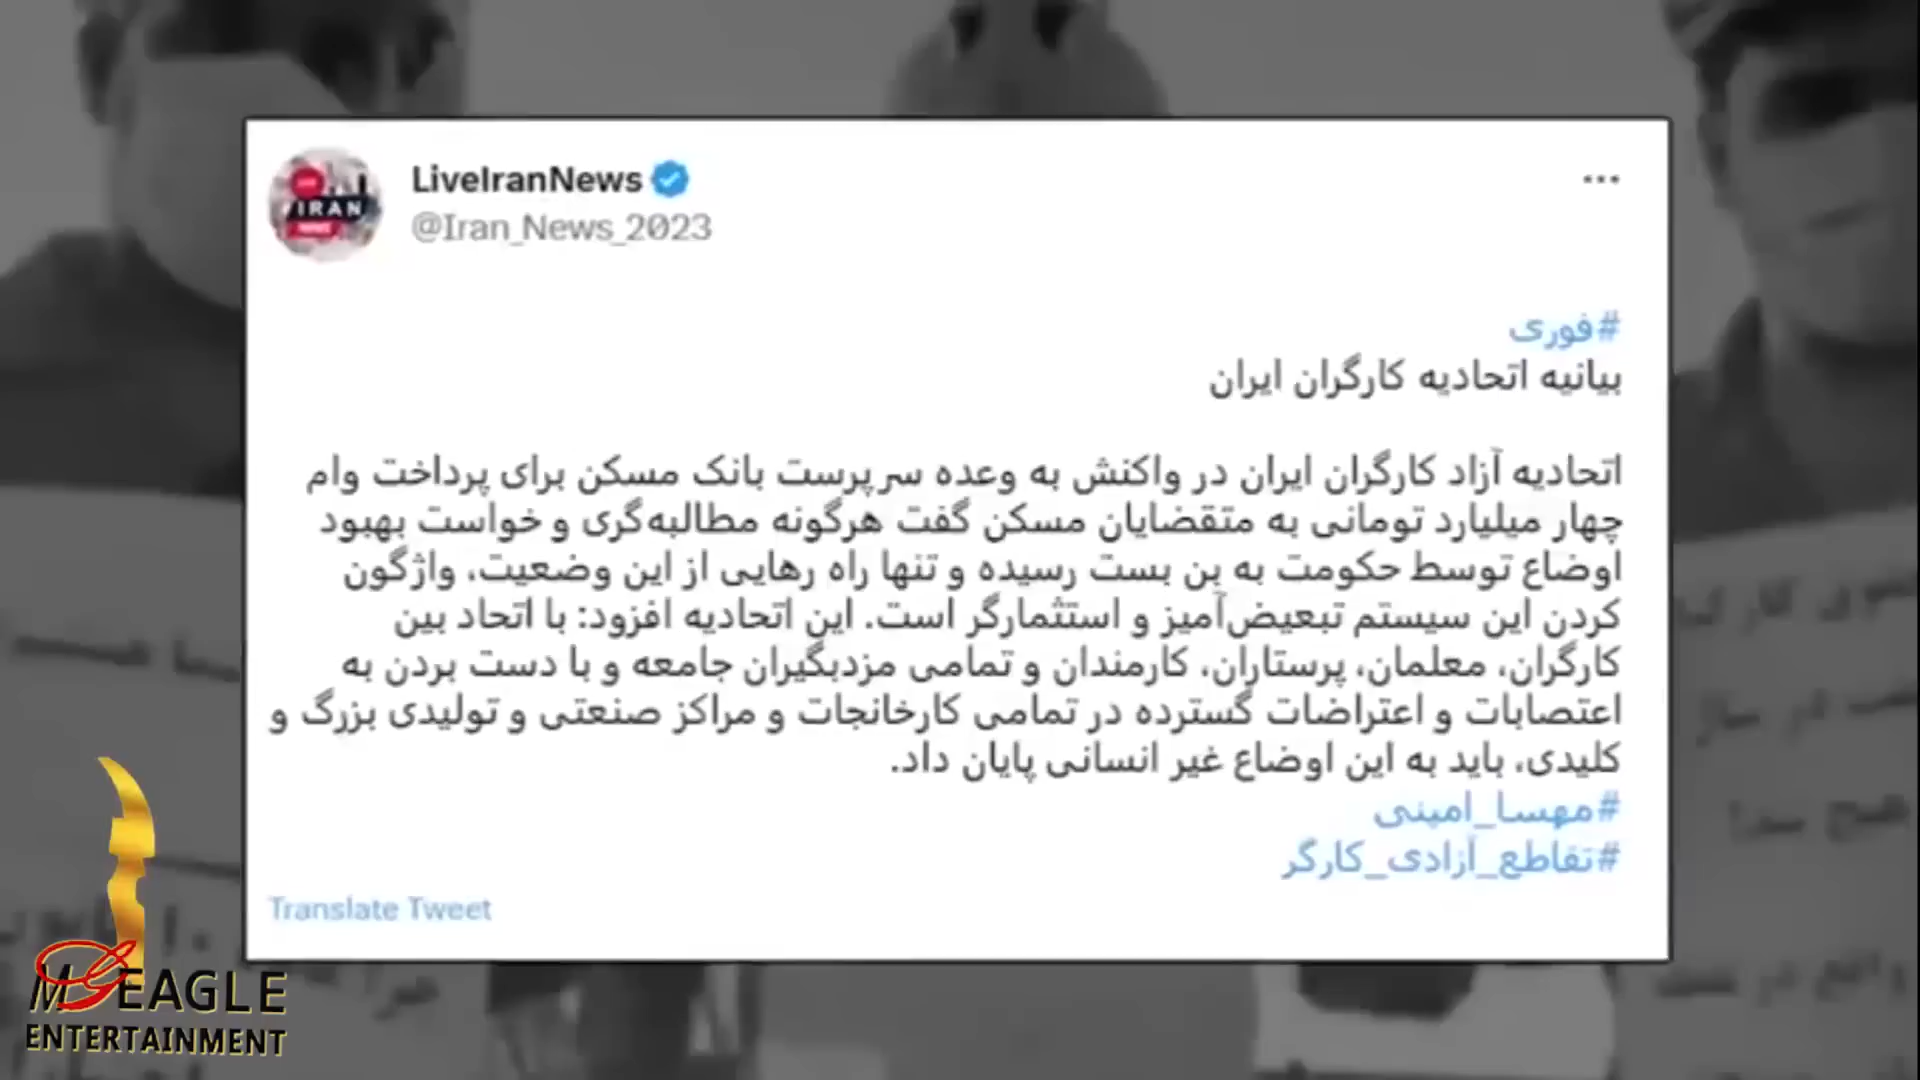 LiveIranNews
@Iran_News_2023
IRAN
#فوری
بیانیه اتحادیه کارگران ایران
اتحادیه آزاد کارگران ایران در واکنش به وعده سرپرست بانک مسکن برای پرداخت وام
چهار میلیارد تومانی به متقضایان مسکن گفت هرگونه مطالبه‌گری و خواست بهبود
اوضاع توسط حکومت به بن بست رسیده و تنها راه رهایی از این وضعیت، واژگون
کردن این سیستم تبعیض‌آمیز و استثمارگر است. این اتحادیه افزود: با اتحاد بین
کارگران، معلمان، پرستاران، کارمندان و تمامی مزدبگیران جامعه و با دست بردن به
اعتصابات و اعتراضات گسترده در تمامی کارخانجات و مراکز صنعتی و تولیدی بزرگ و
کلیدی، باید به این اوضاع غیر انسانی پایان داد.
#مهسا_امینی
#تقاطع_آزادی_کارگر
Translate Tweet
EAGLE
ENTERTAINMENT